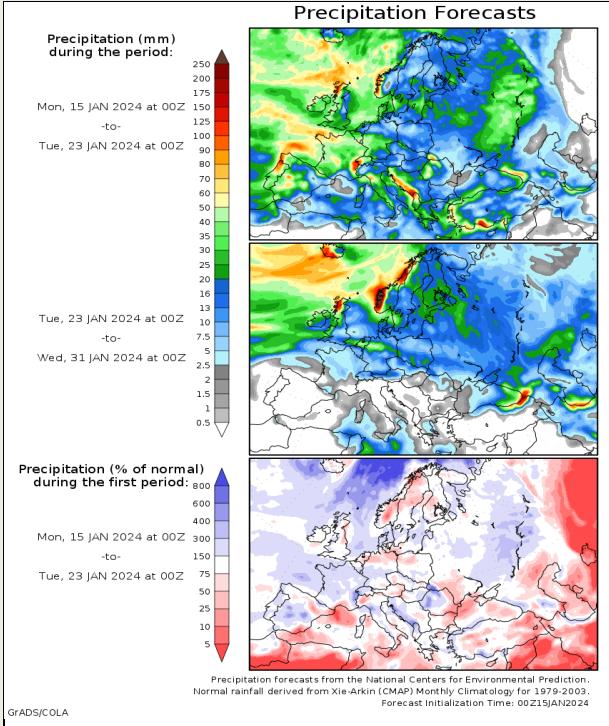 Precipitation Forecasts
Precipitation (mm)
during the period:
Mon, 15 JAN 2024 at 00Z
-to-
Tue, 23 JAN 2024 at 00Z
250
200
175
150
125
100
90
80
70
60
50
40
35
30
25
20
16
13
10
7.5
5
2.5
2
1.5
1
0.5
Tue, 23 JAN 2024 at 00Z
-to-
Wed, 31 JAN 2024 at 00Z
Precipitation (% of normal)
during the first period:
Mon, 15 JAN 2024 at 00Z
-to-
Tue, 23 JAN 2024 at 00Z
800
600
400
300
150
75
50
25
10
5
Precipitation forecasts from the National Centers for Environmental Prediction.
Normal rainfall derived from Xie-Arkin (CMAP) Monthly Climatology for 1979-2003.
Forecast Initialization Time: 00Z15JAN2024
GrADS/COLA